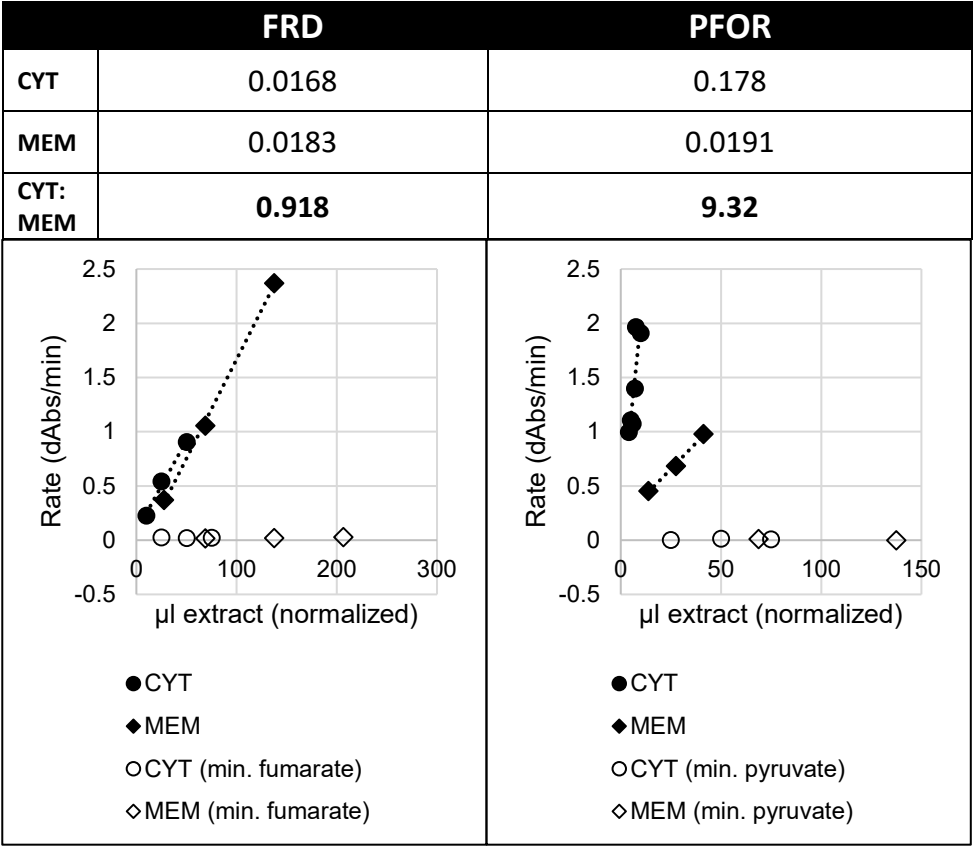 FRD PFOR
CYT 0.0168 0.178
MEM 0.0183 0.0191
CYT:
MEM 0.918 9.32
2.5
2
1.5
1
0.5
0
-0.5
0 100 200 300
Rate (dAbs/min)
µl extract (normalized)
CYT
MEM
CYT (min. fumarate)
MEM (min. fumarate)
2.5
2
1.5
1
0.5
0
-0.5
0 50 100 150
Rate (dAbs/min)
µl extract (normalized)
CYT
MEM
CYT (min. pyruvate)
MEM (min. pyruvate)